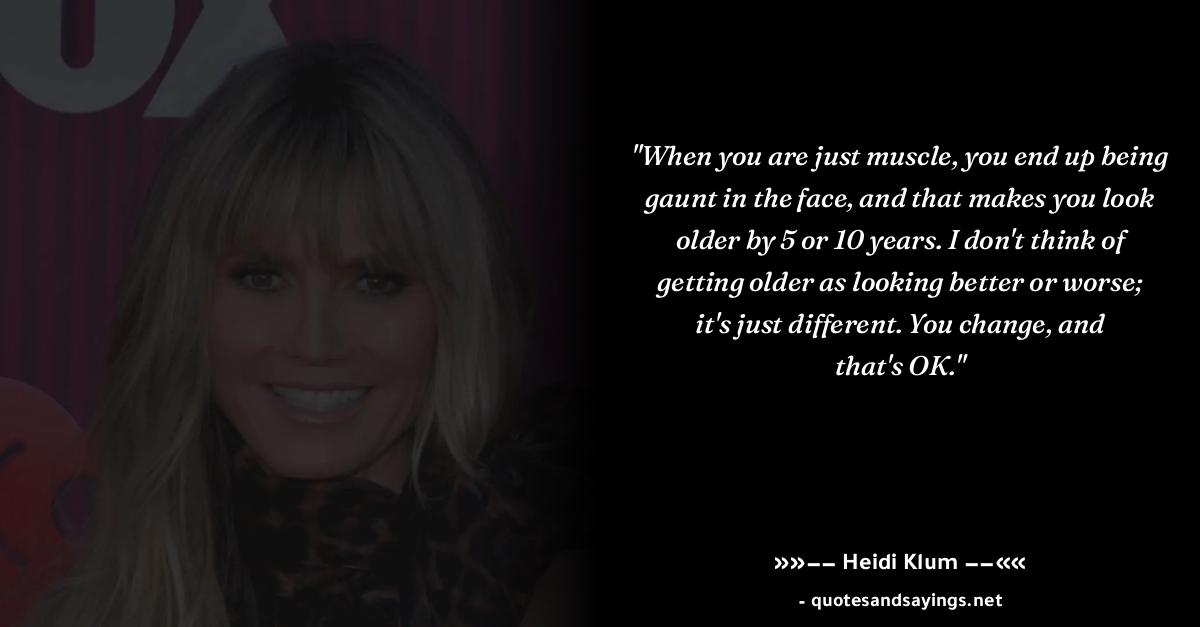 "When you are just muscle, you end up being
gaunt in the face, and that makes you look
older by 5 or 10 years. I don't think of
getting older as looking better or worse;
it's just different. You change, and
that's OK."
»»–– Heidi Klum ––««
- quotesandsayings.net